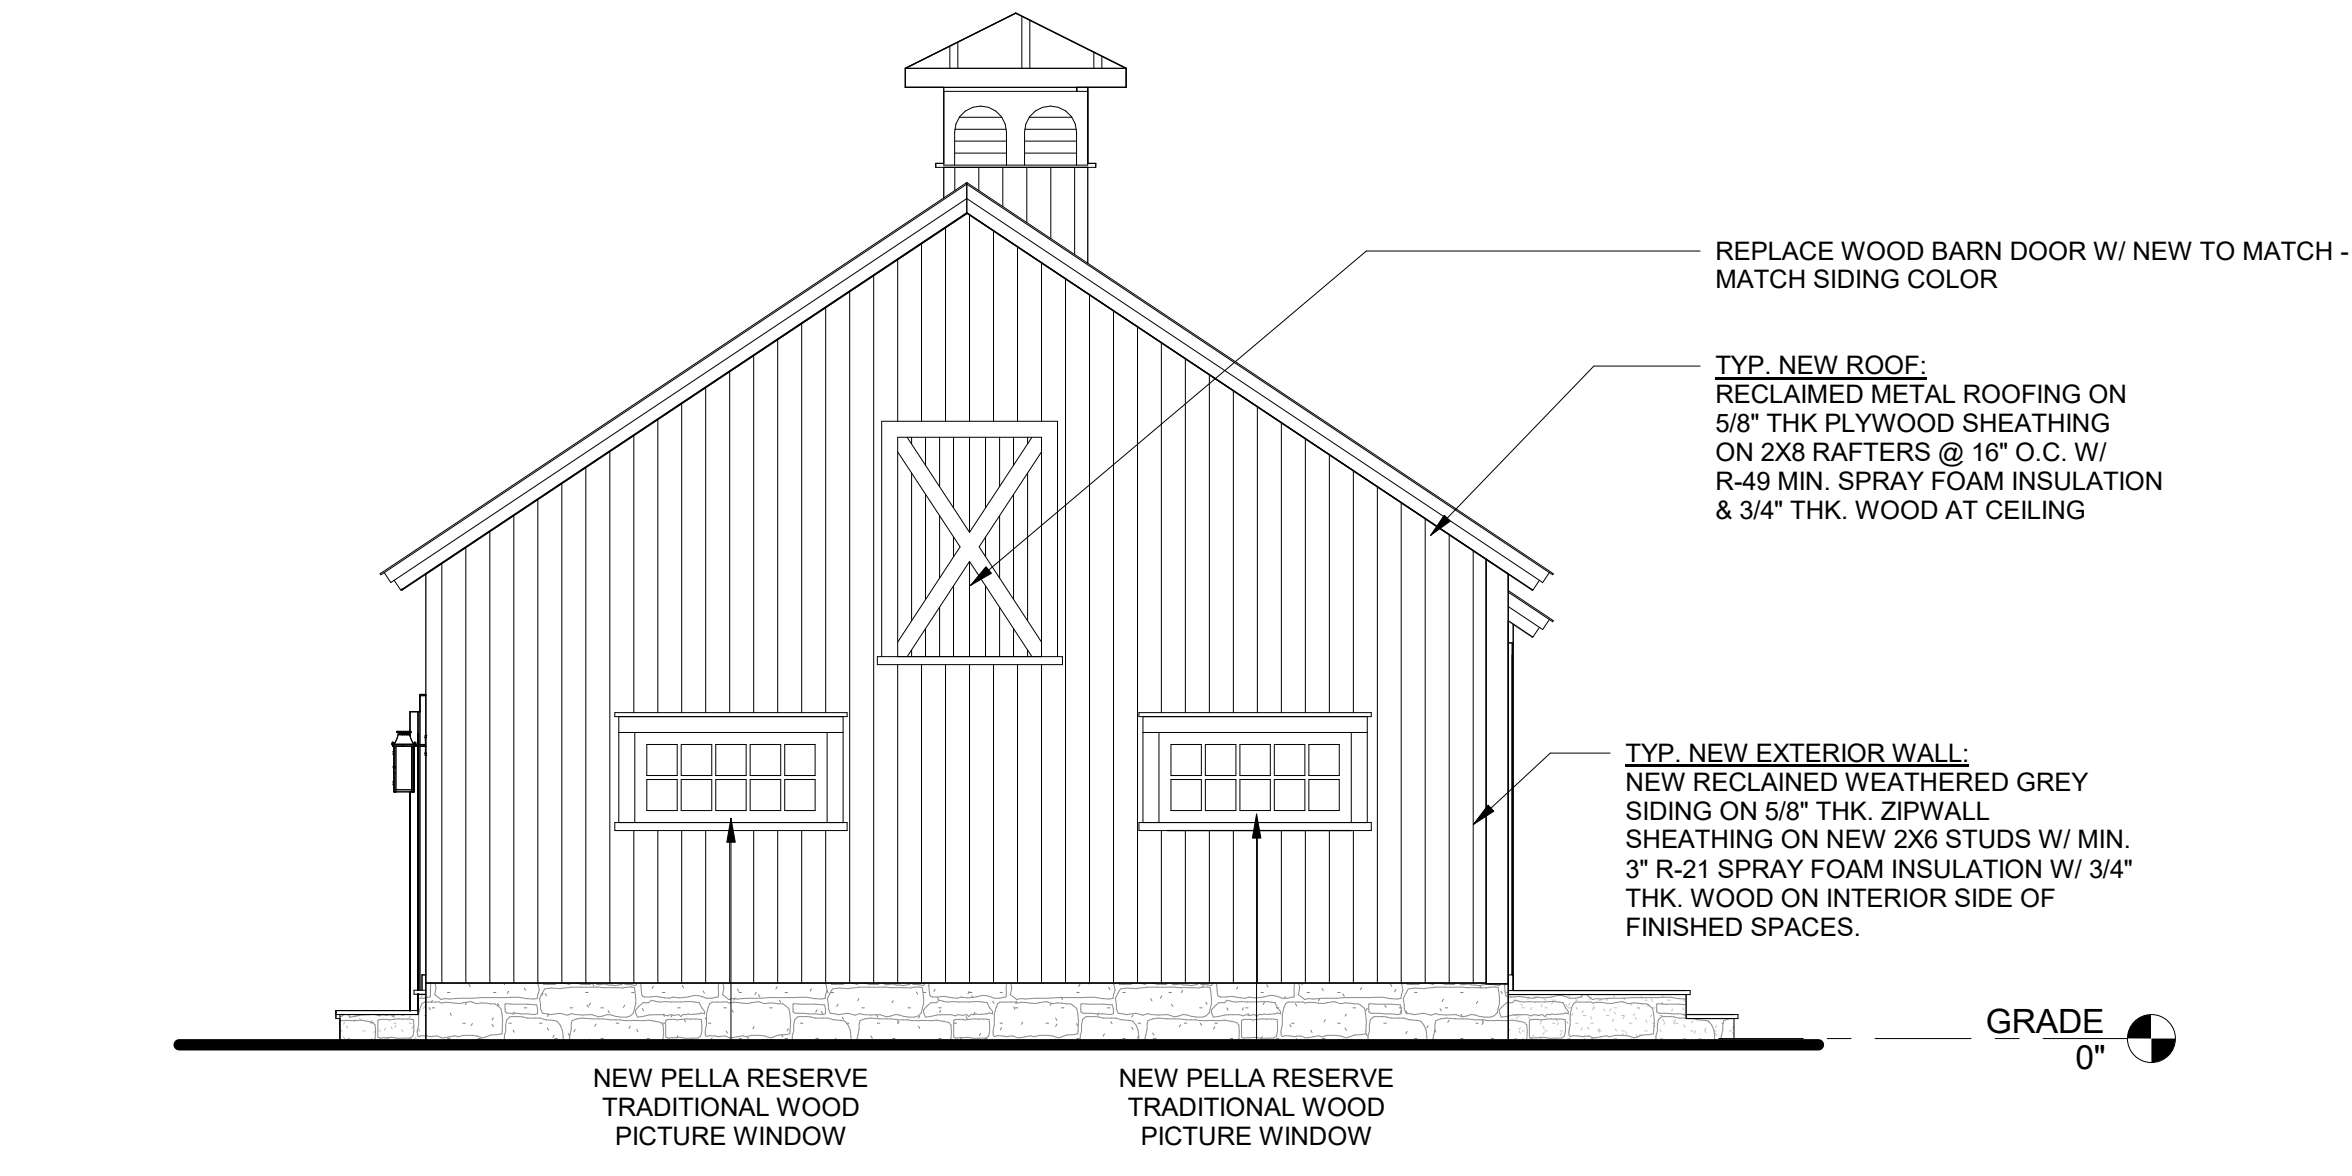 REPLACE WOOD BARN DOOR W/ NEW TO MATCH -
MATCH SIDING COLOR
TYP. NEW ROOF:
RECLAIMED METAL ROOFING ON
5/8" THK PLYWOOD SHEATHING
ON 2X8 RAFTERS @ 16" O.C. W/
R-49 MIN. SPRAY FOAM INSULATION
& 3/4" THK. WOOD AT CEILING
TYP. NEW EXTERIOR WALL:
NEW RECLAINED WEATHERED GREY
SIDING ON 5/8" THK. ZIPWALL
SHEATHING ON NEW 2X6 STUDS W/ MIN.
3" R-21 SPRAY FOAM INSULATION W/ 3/4"
THK. WOOD ON INTERIOR SIDE OF
FINISHED SPACES.
GRADE
0"
NEW PELLA RESERVE
TRADITIONAL WOOD
PICTURE WINDOW
NEW PELLA RESERVE
TRADITIONAL WOOD
PICTURE WINDOW